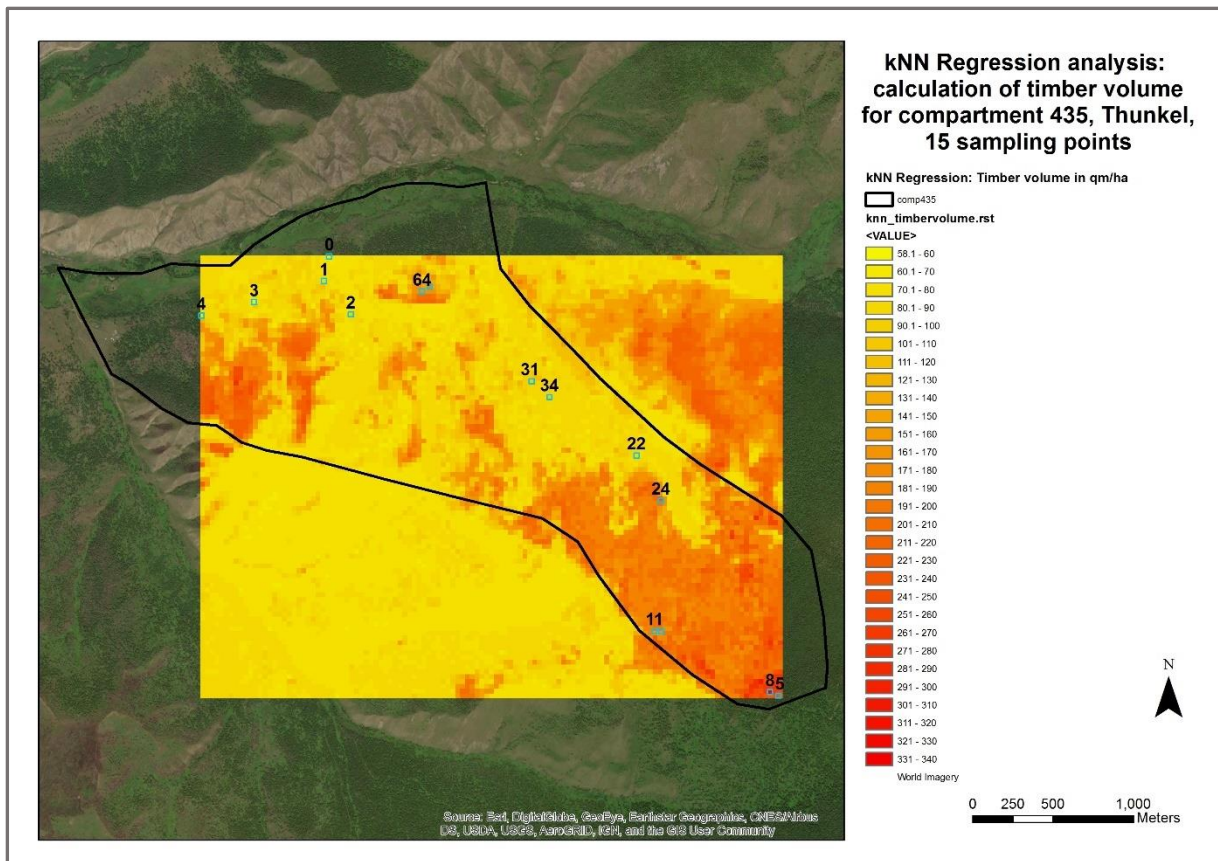 kNN Regression analysis:
calculation of timber volume
for compartment 435, Thunkel,
15 sampling points
kNN Regression: Timber volume in qm/ha
comp435
knn_timbervolume.rst
<VALUE>
58.1 - 60
60.1 - 70
70.1 - 80
80.1 - 90
90.1 - 100
101 - 110
111 - 120
121 - 130
131 - 140
141 - 150
151 - 160
161 - 170
171 - 180
181 - 190
191 - 200
201 - 210
211 - 220
221 - 230
231 - 240
241 - 250
251 - 260
261 - 270
271 - 280
281 - 290
291 - 300
301 - 310
311 - 320
321 - 330
331 - 340
World Imagery
N
0 250 500 1,000
Meters
0
1
64
3
4
2
31
34
22
24
11
8 5
Source: Esri, DigitalGlobe, GeoEye, Earthstar Geographics, CNES/Airbus
DS, USDA, USGS, AeroGRID, IGN, and the GIS User Community